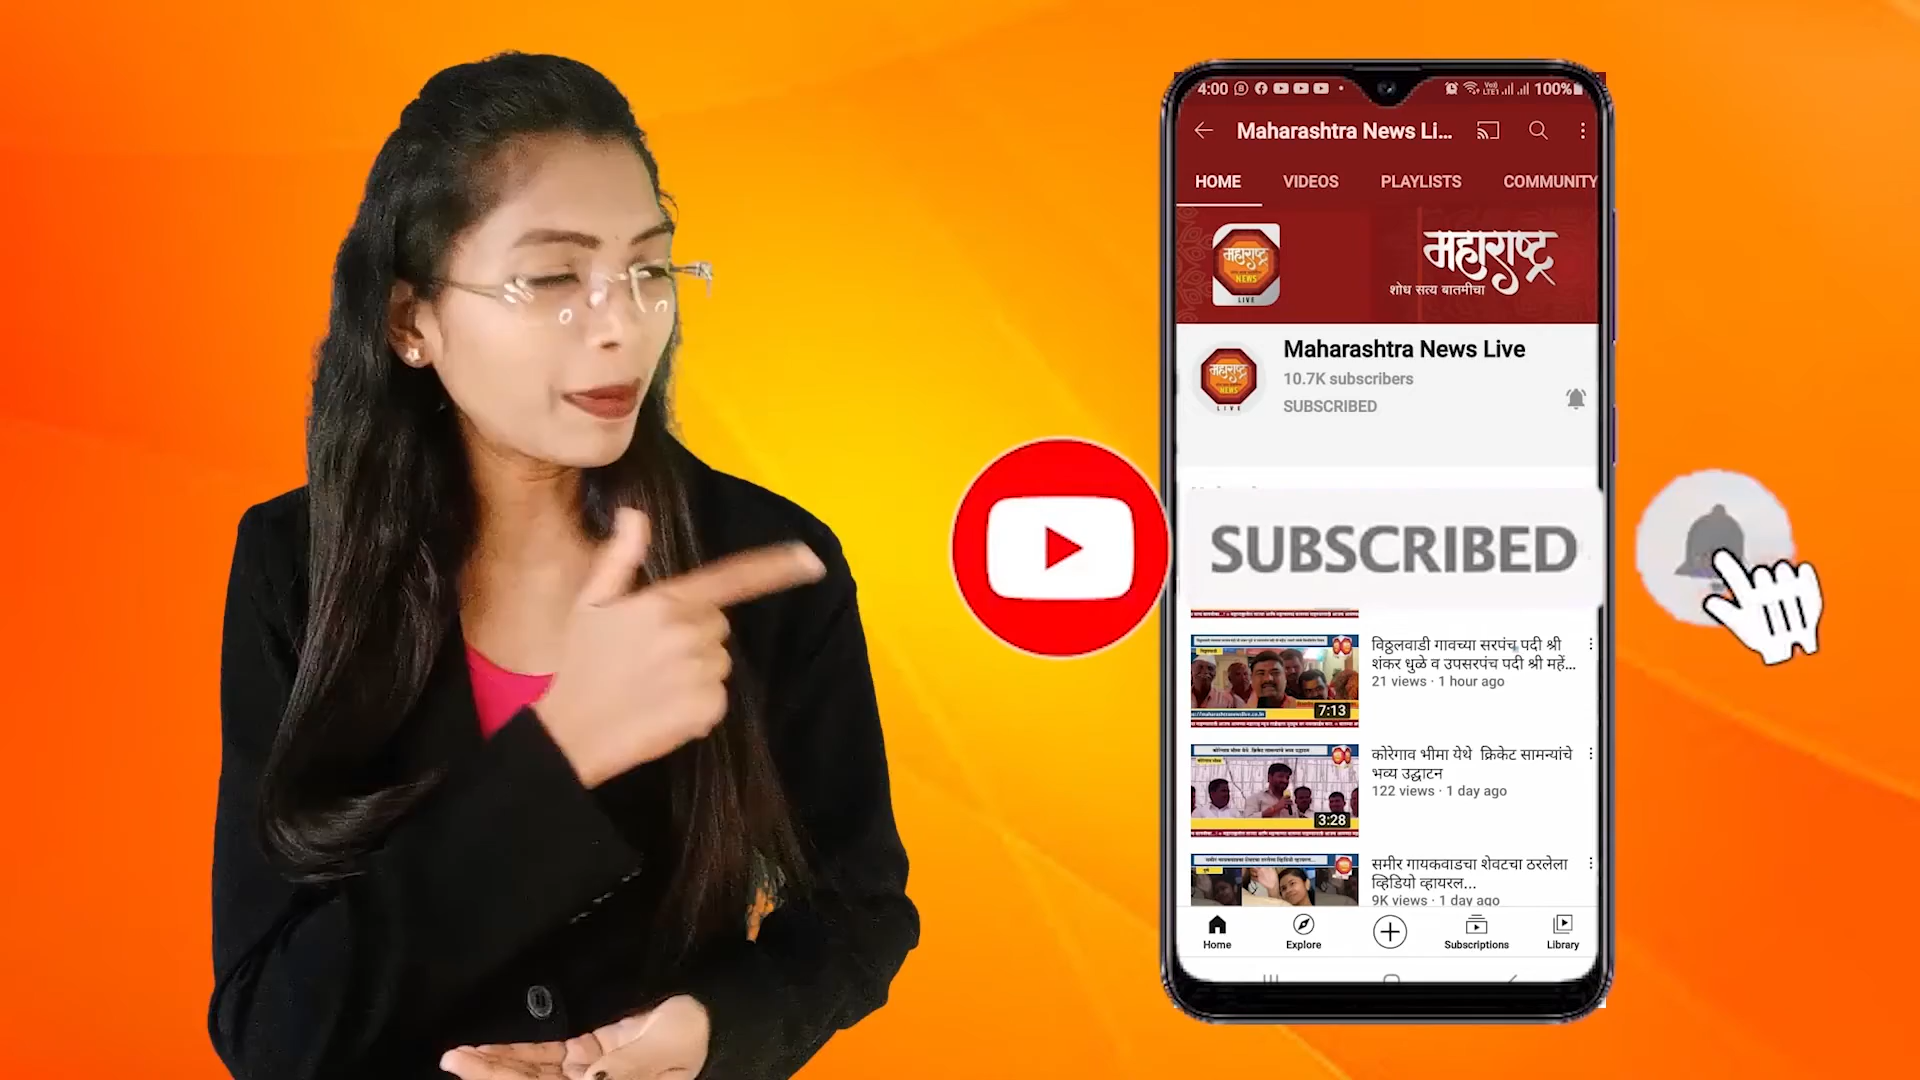 4:00
100%
Maharashtra News Li...
HOME VIDEOS PLAYLISTS COMMUNITY
महाराष्ट्र
NEWS
LIVE
महाराष्ट्र
शोध सत्य बातमीचा
महाराष्ट्र
NEWS
LIVE
Maharashtra News Live
10.7K subscribers
SUBSCRIBED
SUBSCRIBED
विठ्ठलवाडी गावच्या सरपंच पदी श्री
शंकर धुळे व उपसरपंच पदी श्री महें...
21 views · 1 hour ago
7:13
कोरेगाव भीमा येथे क्रिकेट सामन्यांचे
भव्य उद्घाटन
122 views · 1 day ago
3:28
समीर गायकवाडचा शेवटचा ठरलेला
व्हिडियो व्हायरल...
9K views · 1 day ago
Home Explore Subscriptions Library